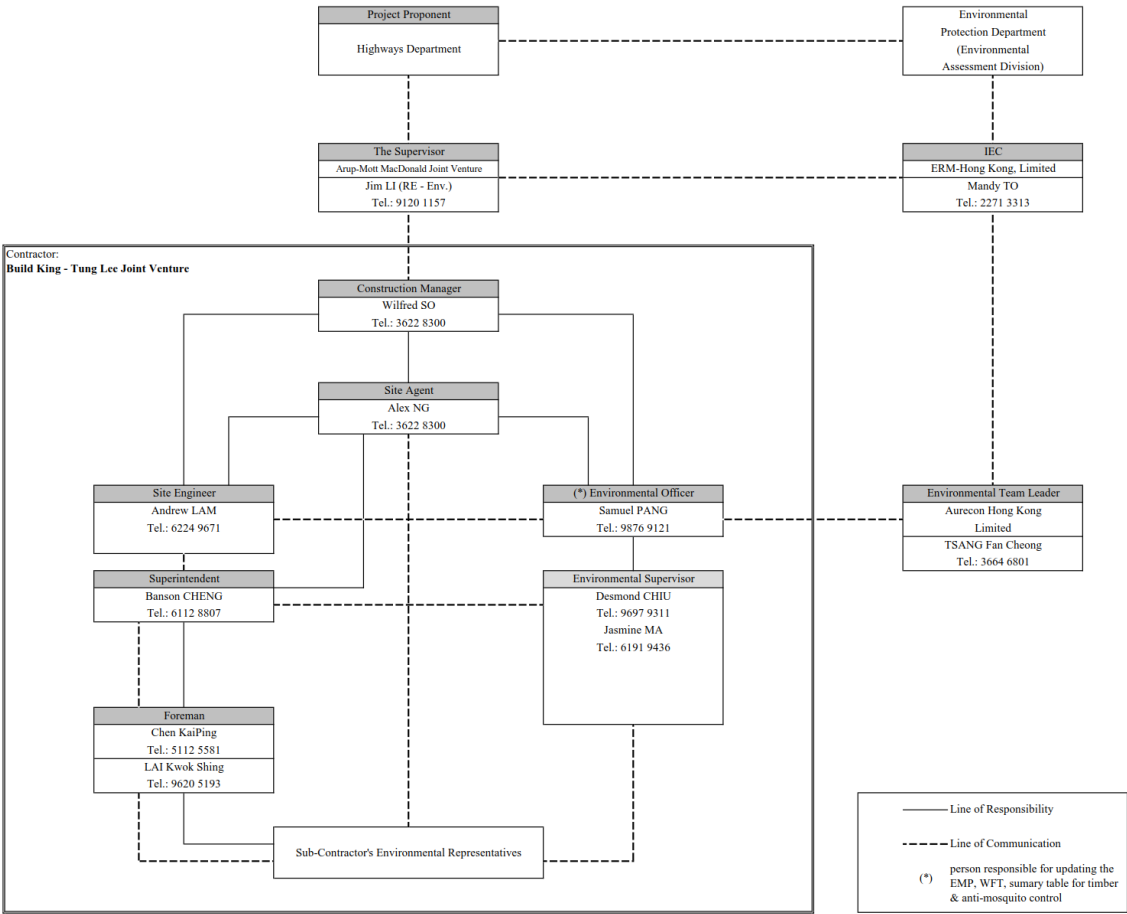 Project Proponent
Highways Department
Environmental
Protection Department
(Environmental
Assessment Division)
The Supervisor
Arup-Mott MacDonald Joint Venture
Jim LI (RE - Env.)
Tel.: 9120 1157
IEC
ERM-Hong Kong, Limited
Mandy TO
Tel.: 2271 3313
Contractor:
Build King - Tung Lee Joint Venture
Construction Manager
Wilfred SO
Tel.: 3622 8300
Site Agent
Alex NG
Tel.: 3622 8300
Site Engineer
Andrew LAM
Tel.: 6224 9671
(*) Environmental Officer
Samuel PANG
Tel.: 9876 9121
Environmental Team Leader
Aurecon Hong Kong
Limited
TSANG Fan Cheong
Tel.: 3664 6801
Superintendent
Banson CHENG
Tel.: 6112 8807
Environmental Supervisor
Desmond CHIU
Tel.: 9697 9311
Jasmine MA
Tel.: 6191 9436
Foreman
Chen KaiPing
Tel.: 5112 5581
LAI Kwok Shing
Tel.: 9620 5193
Sub-Contractor's Environmental Representatives
Line of Responsibility
Line of Communication
(*) person responsible for updating the
EMP, WFT, sumary table for timber
& anti-mosquito control